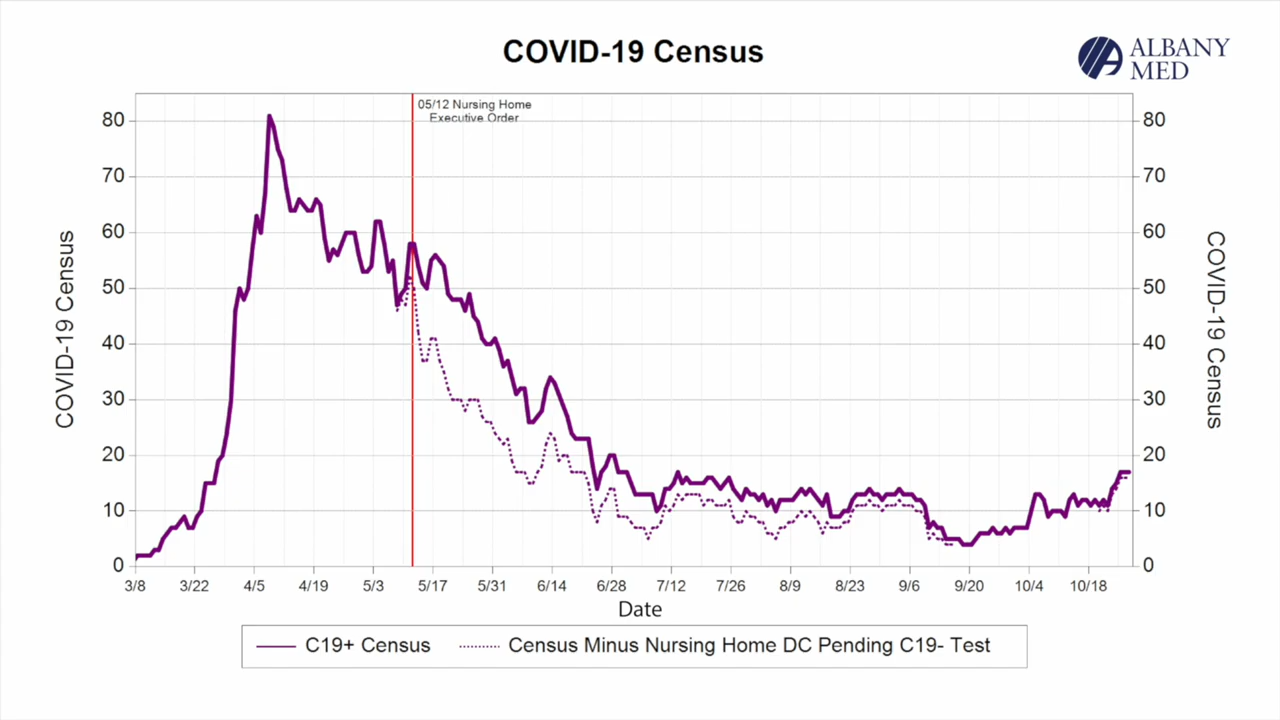 COVID-19 Census
ALBANY
MED
05/12 Nursing Home
Executive Order
80
70
60
50
40
30
20
10
0
COVID-19 Census
80
70
60
50
40
30
20
10
0
COVID-19 Census
3/8 3/22 4/5 4/19 5/3 5/17 5/31 6/14 6/28 7/12 7/26 8/9 8/23 9/6 9/20 10/4 10/18
Date
C19+ Census Census Minus Nursing Home DC Pending C19- Test